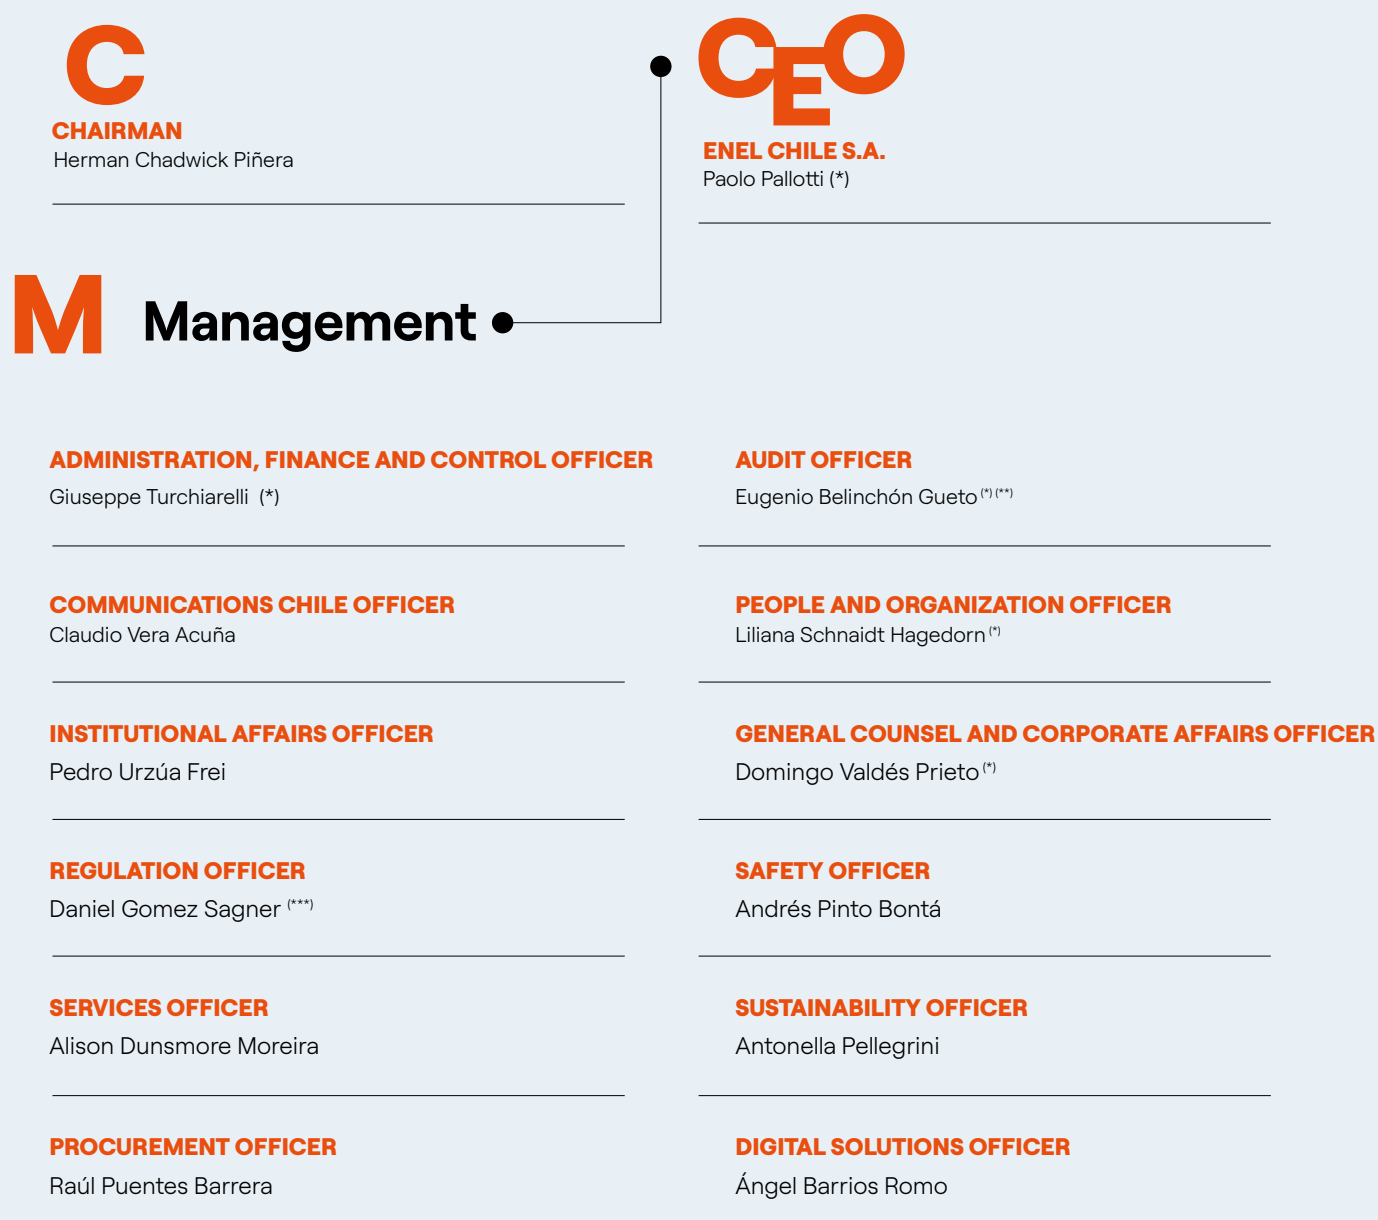 C
CHAIRMAN
Herman Chadwick Piñera
CEO
ENEL CHILE S.A.
Paolo Pallotti (*)
M Management
ADMINISTRATION, FINANCE AND CONTROL OFFICER
Giuseppe Turchiarelli (*)
AUDIT OFFICER
Eugenio Belinchón Gueto (*) (**)
COMMUNICATIONS CHILE OFFICER
Claudio Vera Acuña
PEOPLE AND ORGANIZATION OFFICER
Liliana Schnaidt Hagedorn (*)
INSTITUTIONAL AFFAIRS OFFICER
Pedro Urzúa Frei
GENERAL COUNSEL AND CORPORATE AFFAIRS OFFICER
Domingo Valdés Prieto (*)
REGULATION OFFICER
Daniel Gomez Sagner (***)
SAFETY OFFICER
Andrés Pinto Bontá
SERVICES OFFICER
Alison Dunsmore Moreira
SUSTAINABILITY OFFICER
Antonella Pellegrini
PROCUREMENT OFFICER
Raúl Puentes Barrera
DIGITAL SOLUTIONS OFFICER
Ángel Barrios Romo